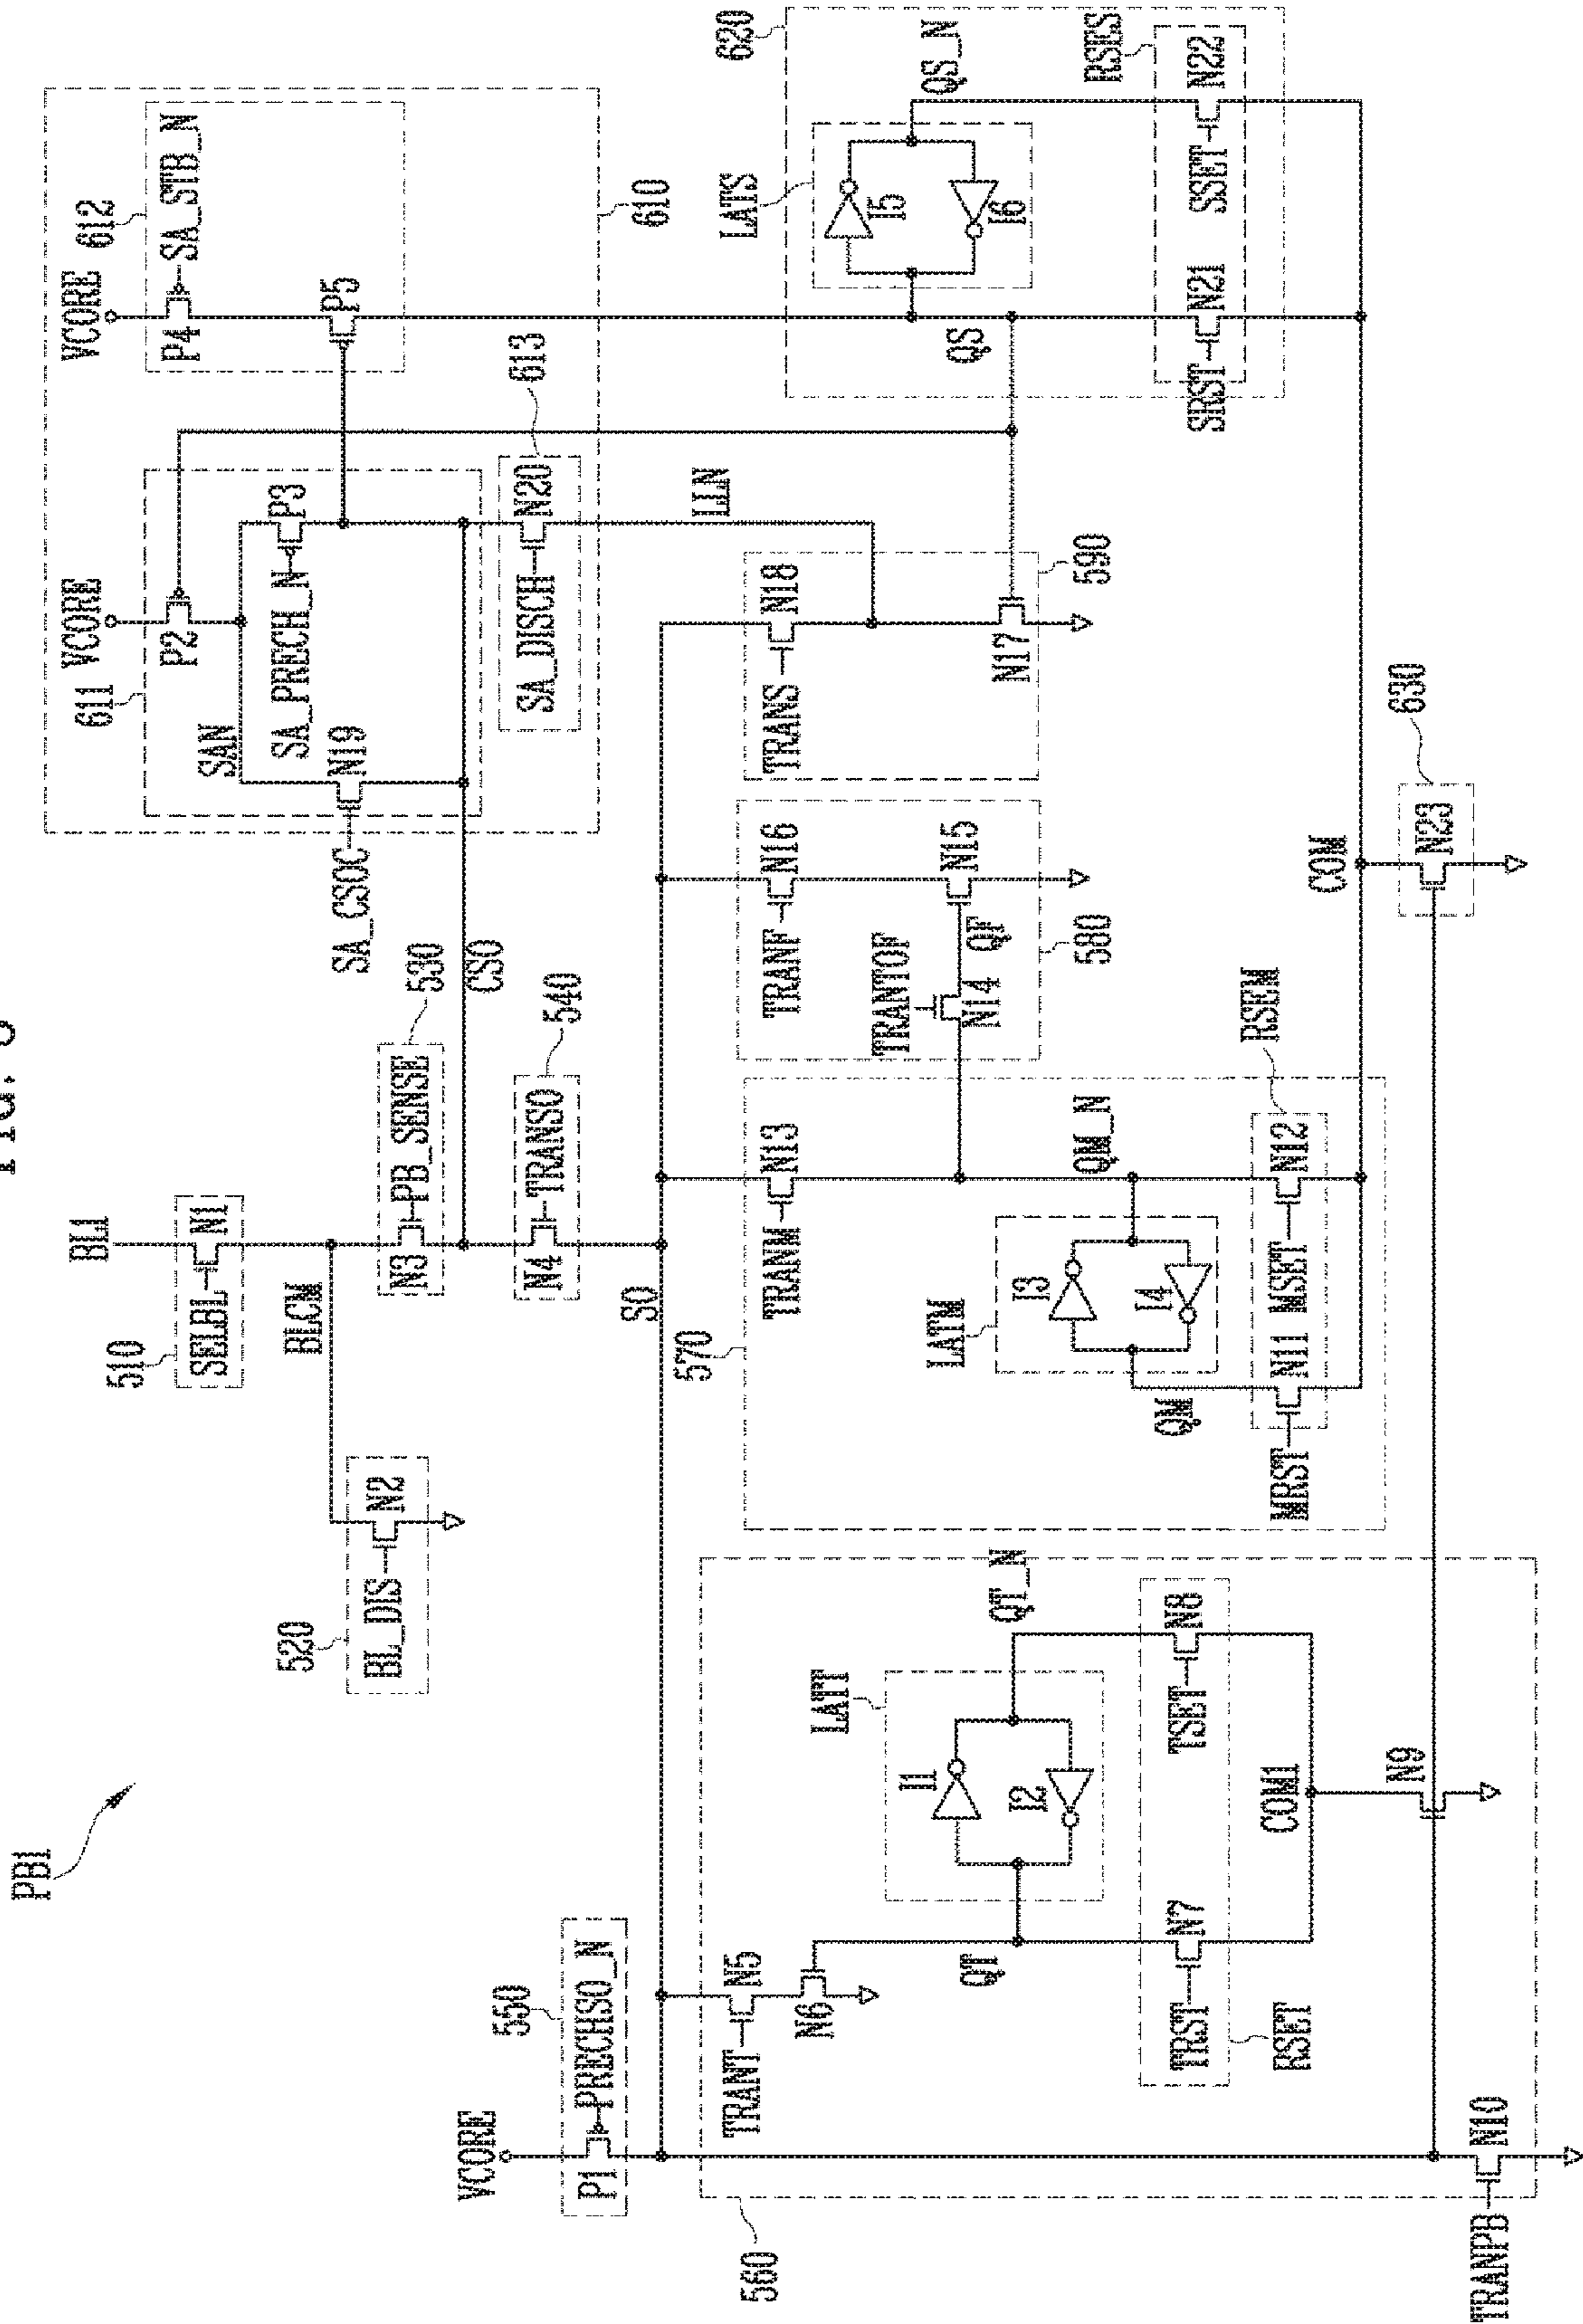 PB1
BL1
510
SELBL
N1
BLCM
520
BL_DIS
N2
530
N3
PB_SENSE
CSO
540
N4
TRANSO
550
VCORE
P1
PRECHSO_N
SO
610
611
VCORE
P2
SAN
SA_PRECH_N
P3
SA_CSOC
N19
612
VCORE
P4
SA_STB_N
P5
613
SA_DISCH
N20
LLN
560
TRANT
N5
N6
LATT
I1
I2
QT
QT_N
TRST
N7
TSET
N8
RSET
COM1
N9
TRANPB
N10
570
TRANM
N13
LATM
I3
I4
QM
QM_N
MRST
N11
MSET
N12
RSEM
580
TRANF
N16
N15
TRANTOF
N14
QF
590
TRANS
N18
N17
620
LATS
I5
I6
QS
QS_N
SRST
N21
SSET
N22
RSES
COM
630
N23